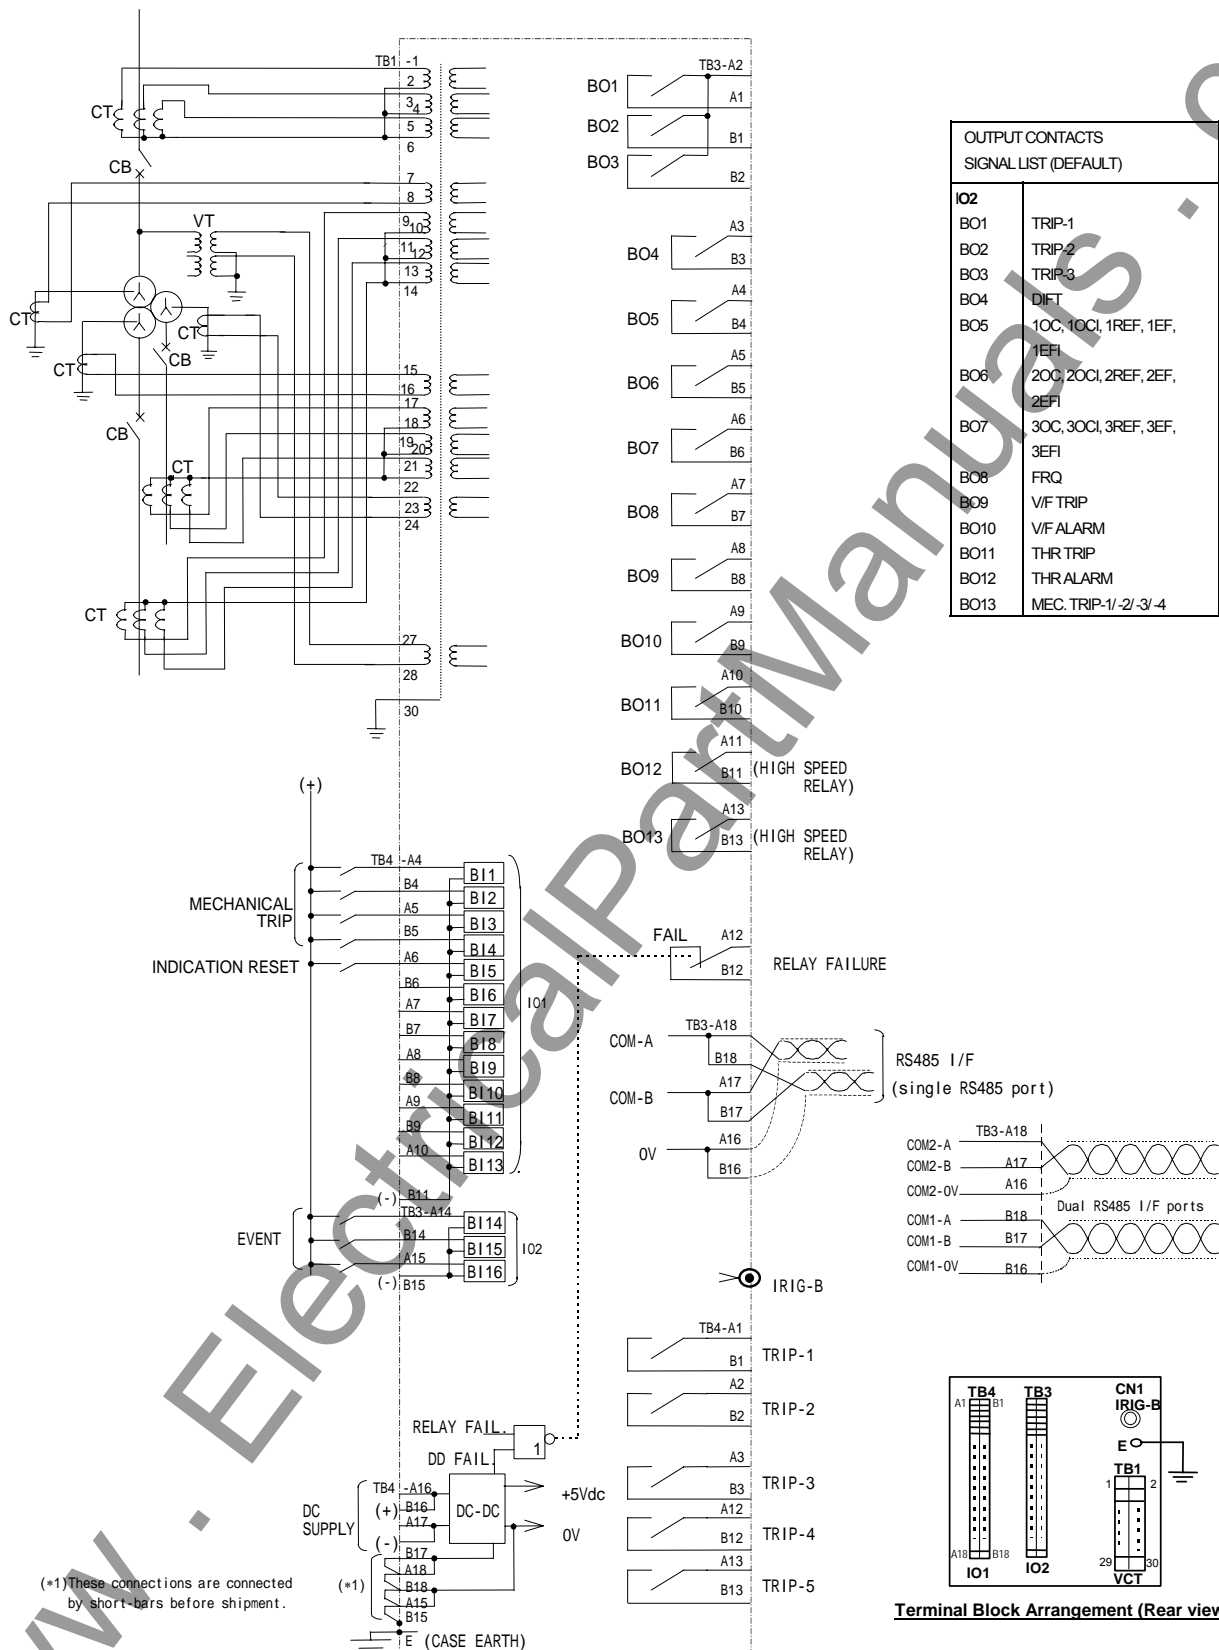 TB1 -1
2
3
4
5
6
CT
CB
7
8
VT
9
10
11
12
13
14
CT
CT
CT
CB
15
16
17
18
19
20
21
22
23
24
CB
CT
CT
27
28
30
BO1
TB3-A2
A1
BO2
B1
BO3
B2
BO4
A3
B3
BO5
A4
B4
BO6
A5
B5
BO7
A6
B6
BO8
A7
B7
BO9
A8
B8
BO10
A9
B9
BO11
A10
B10
BO12
A11
B11
(HIGH SPEED
RELAY)
BO13
A13
B13
(HIGH SPEED
RELAY)
FAIL
A12
B12
RELAY FAILURE
OUTPUT CONTACTS
SIGNAL LIST (DEFAULT)
IO2
BO1 TRIP-1
BO2 TRIP-2
BO3 TRIP-3
BO4 DIFT
BO5 1OC, 1OCI, 1REF, 1EF,
1EFI
BO6 2OC, 2OCI, 2REF, 2EF,
2EFI
BO7 3OC, 3OCI, 3REF, 3EF,
3EFI
BO8 FRQ
BO9 V/F TRIP
BO10 V/F ALARM
BO11 THR TRIP
BO12 THR ALARM
BO13 MEC. TRIP-1/ -2/ -3/ -4
(+)
MECHANICAL
TRIP
INDICATION RESET
TB4 -A4 BI1
B4 BI2
A5 BI3
B5 BI4
A6 BI5
B6 BI6
A7 BI7
B7 BI8
A8 BI9
B8 BI10
A9 BI11
B9 BI12
A10 BI13
IO1
(-) B11
EVENT
TB3-A14 BI14
B14 BI15
A15 BI16
IO2
(-) B15
COM-A
TB3-A18
B18
COM-B
A17
B17
0V
A16
B16
RS485 I/F
(single RS485 port)
COM2-A TB3-A18
COM2-B A17
COM2-0V A16
Dual RS485 I/F ports
COM1-A B18
COM1-B B17
COM1-0V B16
IRIG-B
TB4-A1
B1
TRIP-1
A2
B2
TRIP-2
A3
B3
TRIP-3
A12
B12
TRIP-4
A13
B13
TRIP-5
RELAY FAIL.
1
DD FAIL.
DC
SUPPLY
TB4 -A16
(+) B16
A17
(-)
B17
DC-DC
+5Vdc
0V
(*1)
A18
B18
A15
B15
E (CASE EARTH)
(*1)These connections are connected
by short-bars before shipment.
TB4
A1 B1
A18 B18
IO1
TB3
IO2
CN1
IRIG-B
E
TB1
1 2
29 30
VCT
Terminal Block Arrangement (Rear view
www . ElectricalPartManuals . c